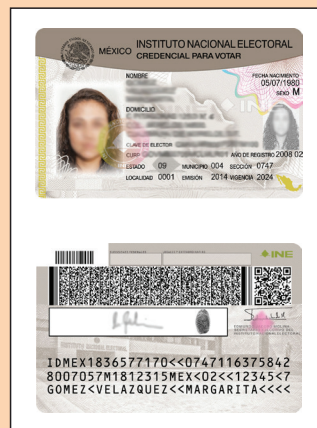 MÉXICO INSTITUTO NACIONAL ELECTORAL
CREDENCIAL PARA VOTAR
NOMBRE
FECHA NACIMIENTO
05/07/1980
SEXO M
DOMICILIO
CLAVE DE ELECTOR
CURP
AÑO DE REGISTRO 2008 02
ESTADO 09 MUNICIPIO 004 SECCIÓN 0747
LOCALIDAD 0001 EMISIÓN 2014 VIGENCIA 2024
INE
IDMEX1836577170<<0747116375842
8007057M1812315MEX<02<<12345<7
GOMEZ<VELAZQUEZ<<MARGARITA<<<<